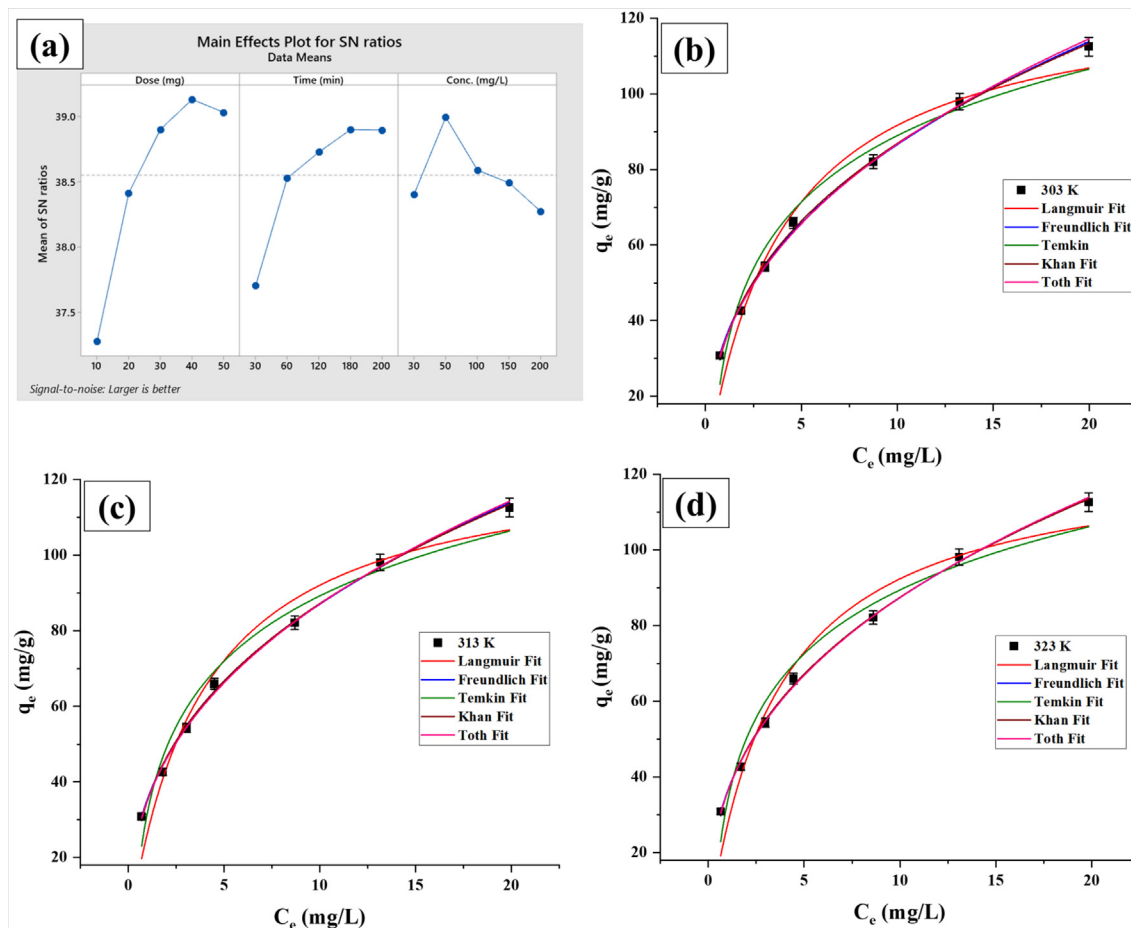 (a)
Main Effects Plot for SN ratios
Data Means
Dose (mg) Time (min) Conc. (mg/L)
Mean of SN ratios
39.0
38.5
38.0
37.5
10 20 30 40 50 30 60 120 180 200 30 50 100 150 200
Signal-to-noise: Larger is better
(b)
q_e (mg/g)
120
100
80
60
40
20
303 K
Langmuir Fit
Freundlich Fit
Temkin
Khan Fit
Toth Fit
0 5 10 15 20
C_e (mg/L)
(c)
q_e (mg/g)
120
100
80
60
40
20
313 K
Langmuir Fit
Freundlich Fit
Temkin Fit
Khan Fit
Toth Fit
0 5 10 15 20
C_e (mg/L)
(d)
q_e (mg/g)
120
100
80
60
40
20
323 K
Langmuir Fit
Freundlich Fit
Temkin Fit
Khan Fit
Toth Fit
0 5 10 15 20
C_e (mg/L)